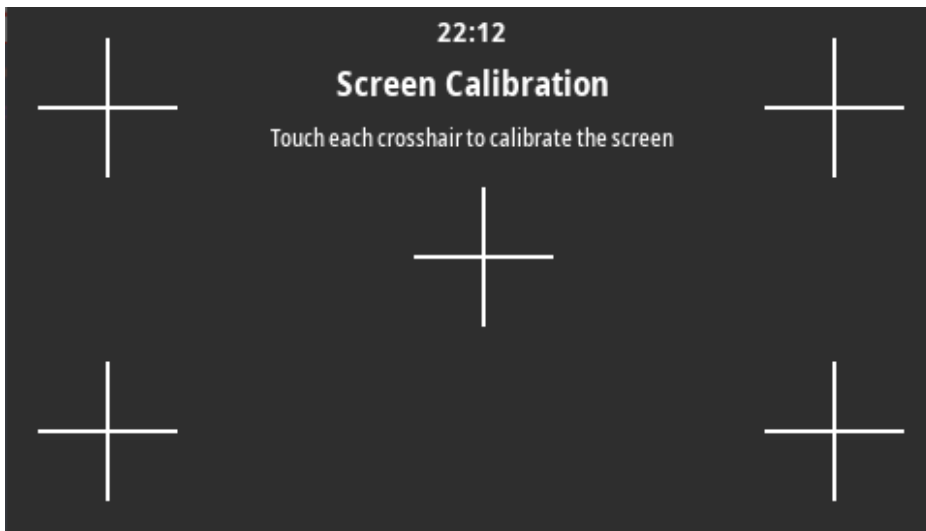 22:12
Screen Calibration
Touch each crosshair to calibrate the screen